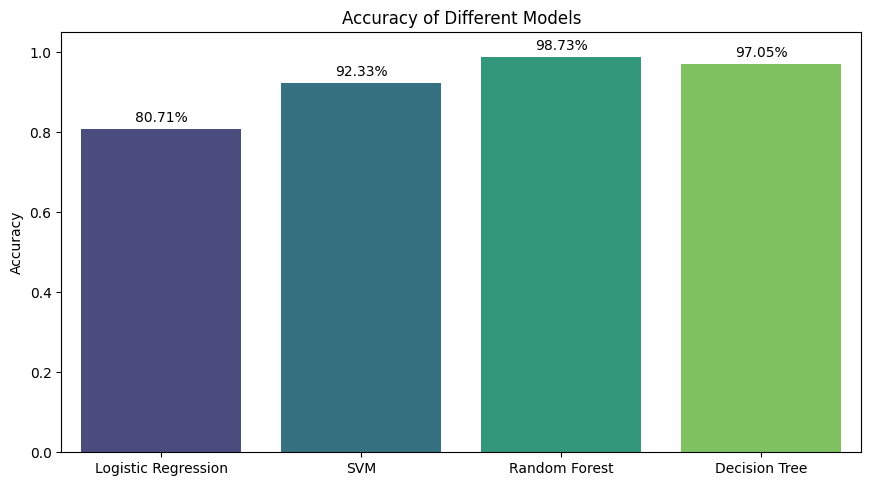 Accuracy of Different Models
Accuracy
1.0
0.8
0.6
0.4
0.2
0.0
80.71%
92.33%
98.73%
97.05%
Logistic Regression
SVM
Random Forest
Decision Tree